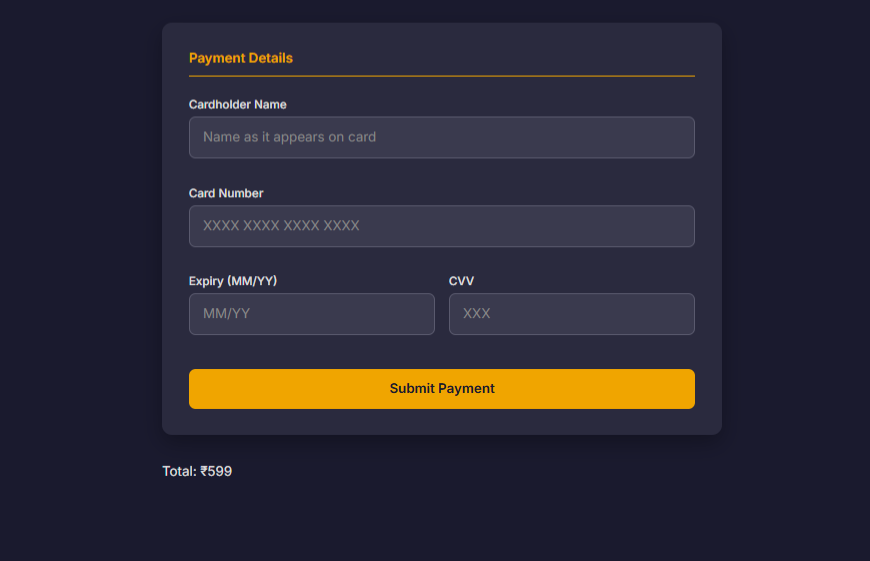 Payment Details
Cardholder Name
Name as it appears on card
Card Number
XXXX XXXX XXXX XXXX
Expiry (MM/YY) CVV
MM/YY XXX
Submit Payment
Total: ₹599